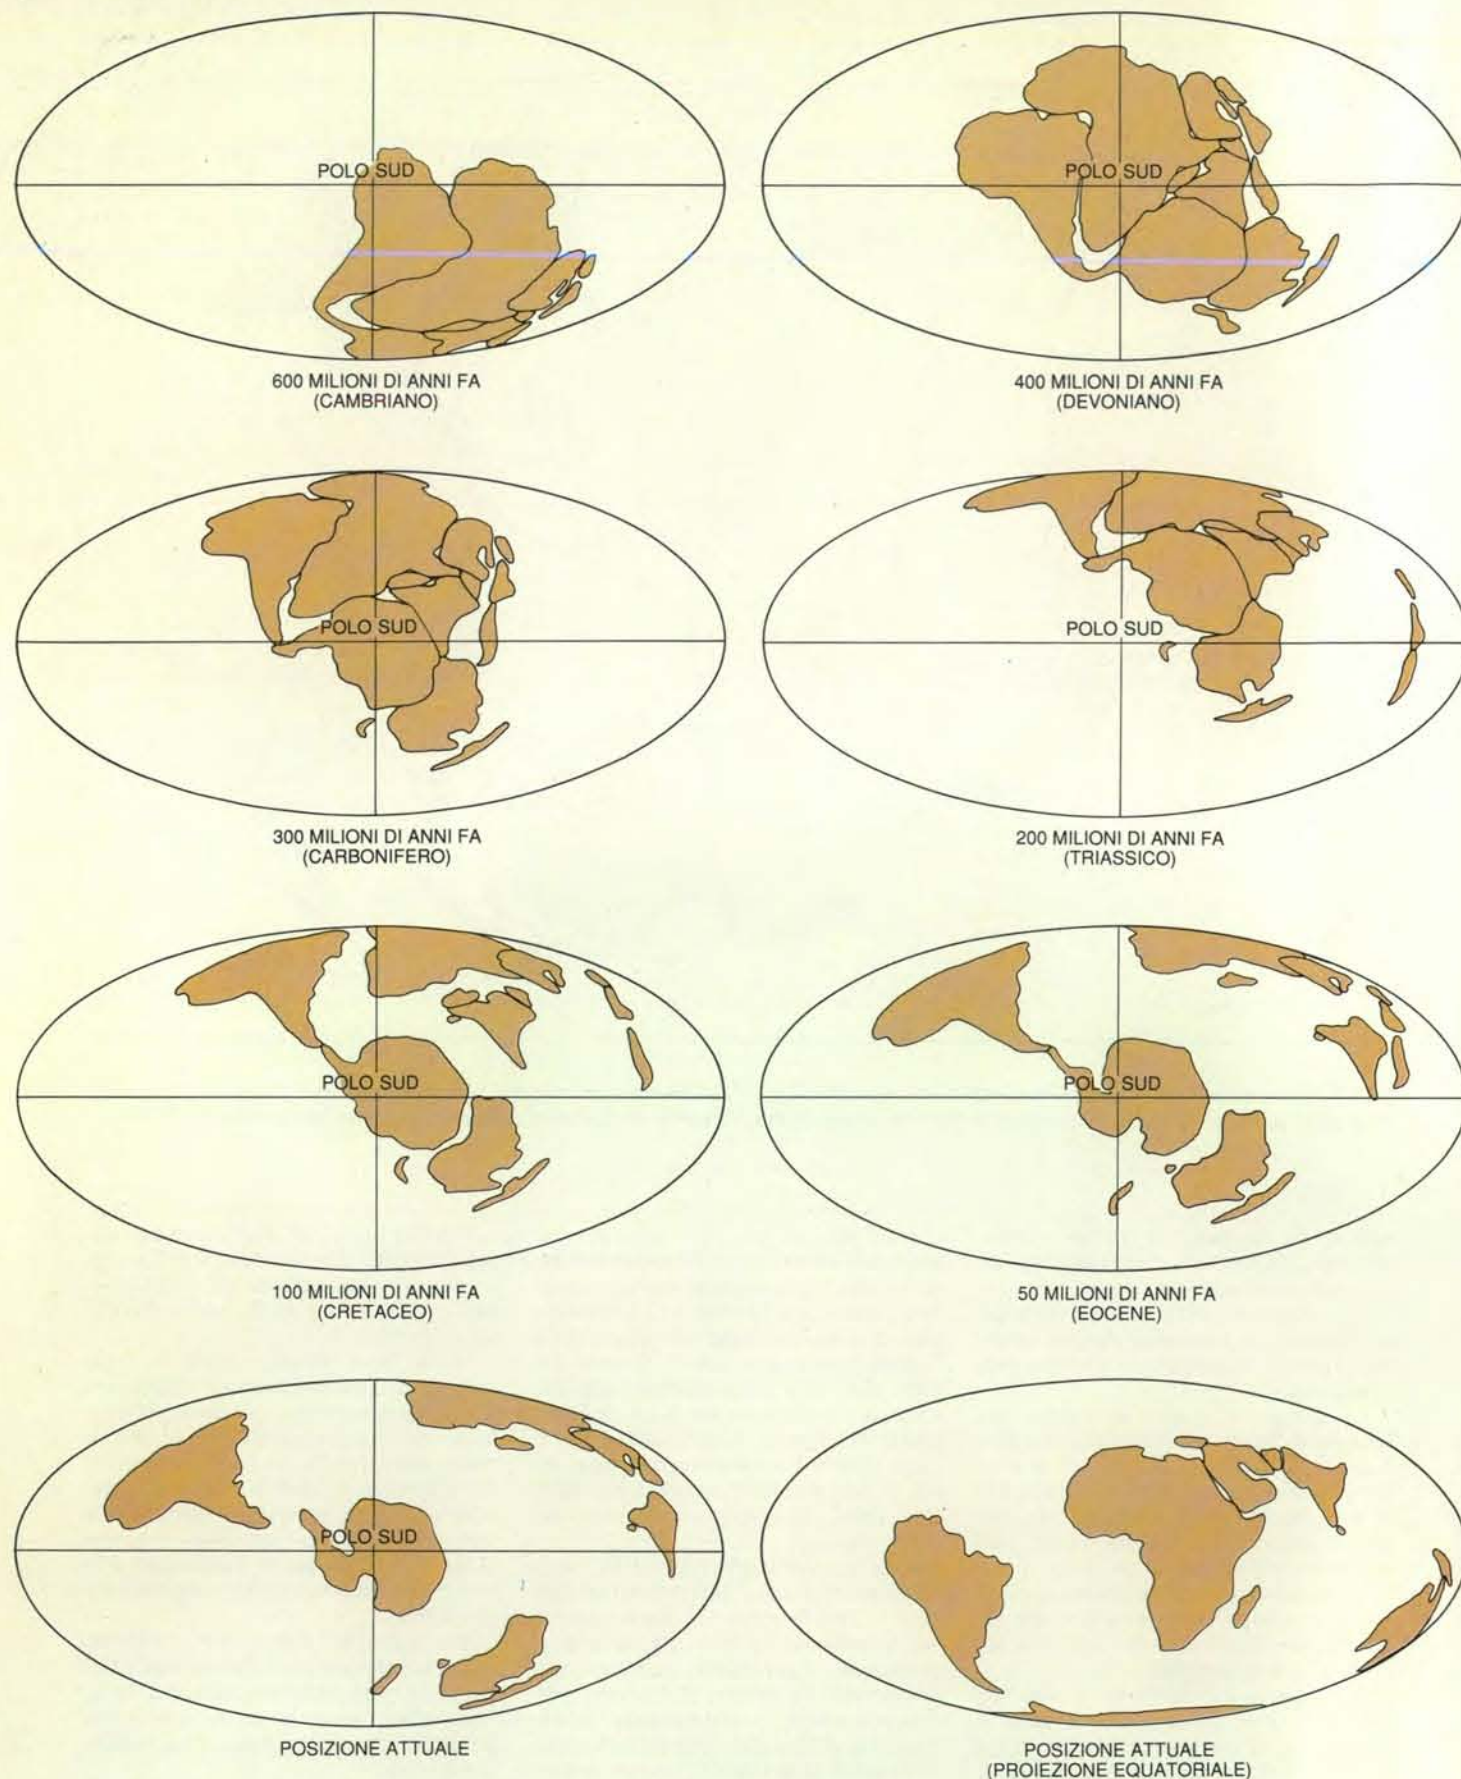 POLO SUD
600 MILIONI DI ANNI FA
(CAMBRIANO)
POLO SUD
400 MILIONI DI ANNI FA
(DEVONIANO)
POLO SUD
300 MILIONI DI ANNI FA
(CARBONIFERO)
POLO SUD
200 MILIONI DI ANNI FA
(TRIASSICO)
POLO SUD
100 MILIONI DI ANNI FA
(CRETACEO)
POLO SUD
50 MILIONI DI ANNI FA
(EOCENE)
POLO SUD
POSIZIONE ATTUALE
POSIZIONE ATTUALE
(PROIEZIONE EQUATORIALE)